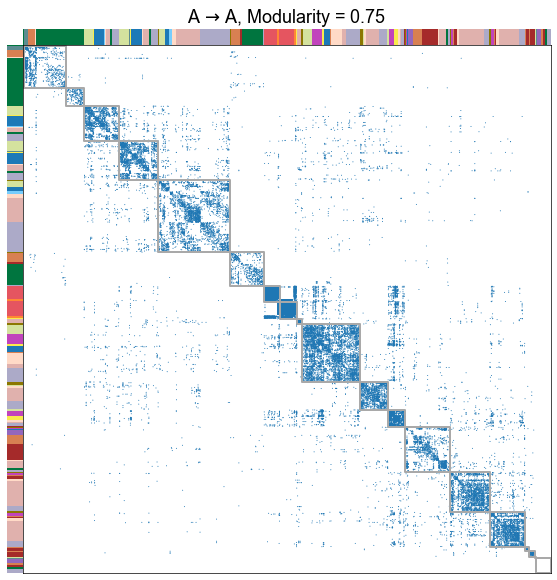 A → A, Modularity = 0.75